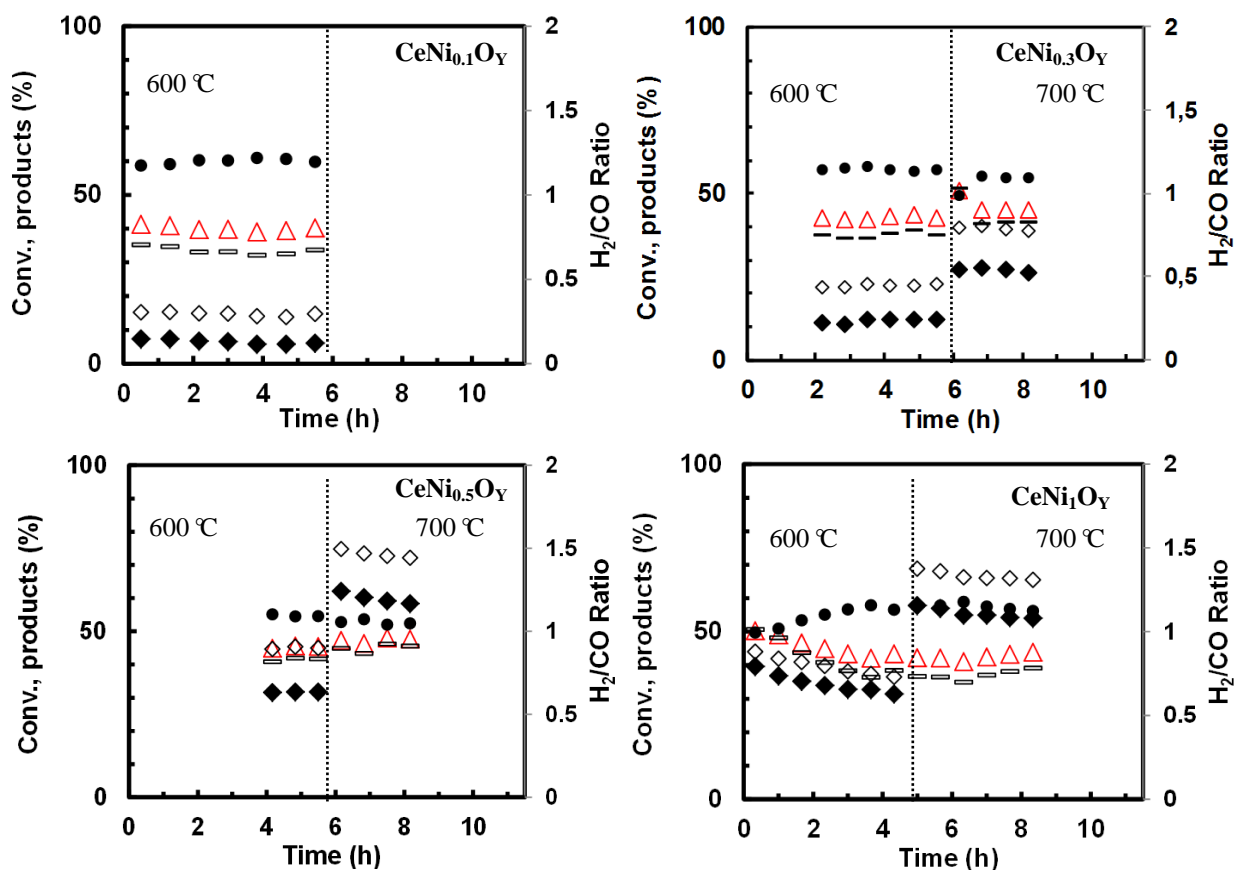 CeNi0.1OY
600 °C
Conv., products (%)
100
50
0
H2/CO Ratio
2
1.5
1
0.5
0
0 2 4 6 8 10
Time (h)
CeNi0.3OY
600 °C
700 °C
Conv., products (%)
100
50
0
H2/CO Ratio
2
1,5
1
0,5
0
0 2 4 6 8 10
Time (h)
CeNi0.5OY
600 °C
700 °C
Conv., products (%)
100
50
0
H2/CO Ratio
2
1.5
1
0.5
0
0 2 4 6 8 10
Time (h)
CeNi1OY
600 °C
700 °C
Conv., products (%)
100
50
0
H2/CO Ratio
2
1.5
1
0.5
0
0 2 4 6 8 10
Time (h)